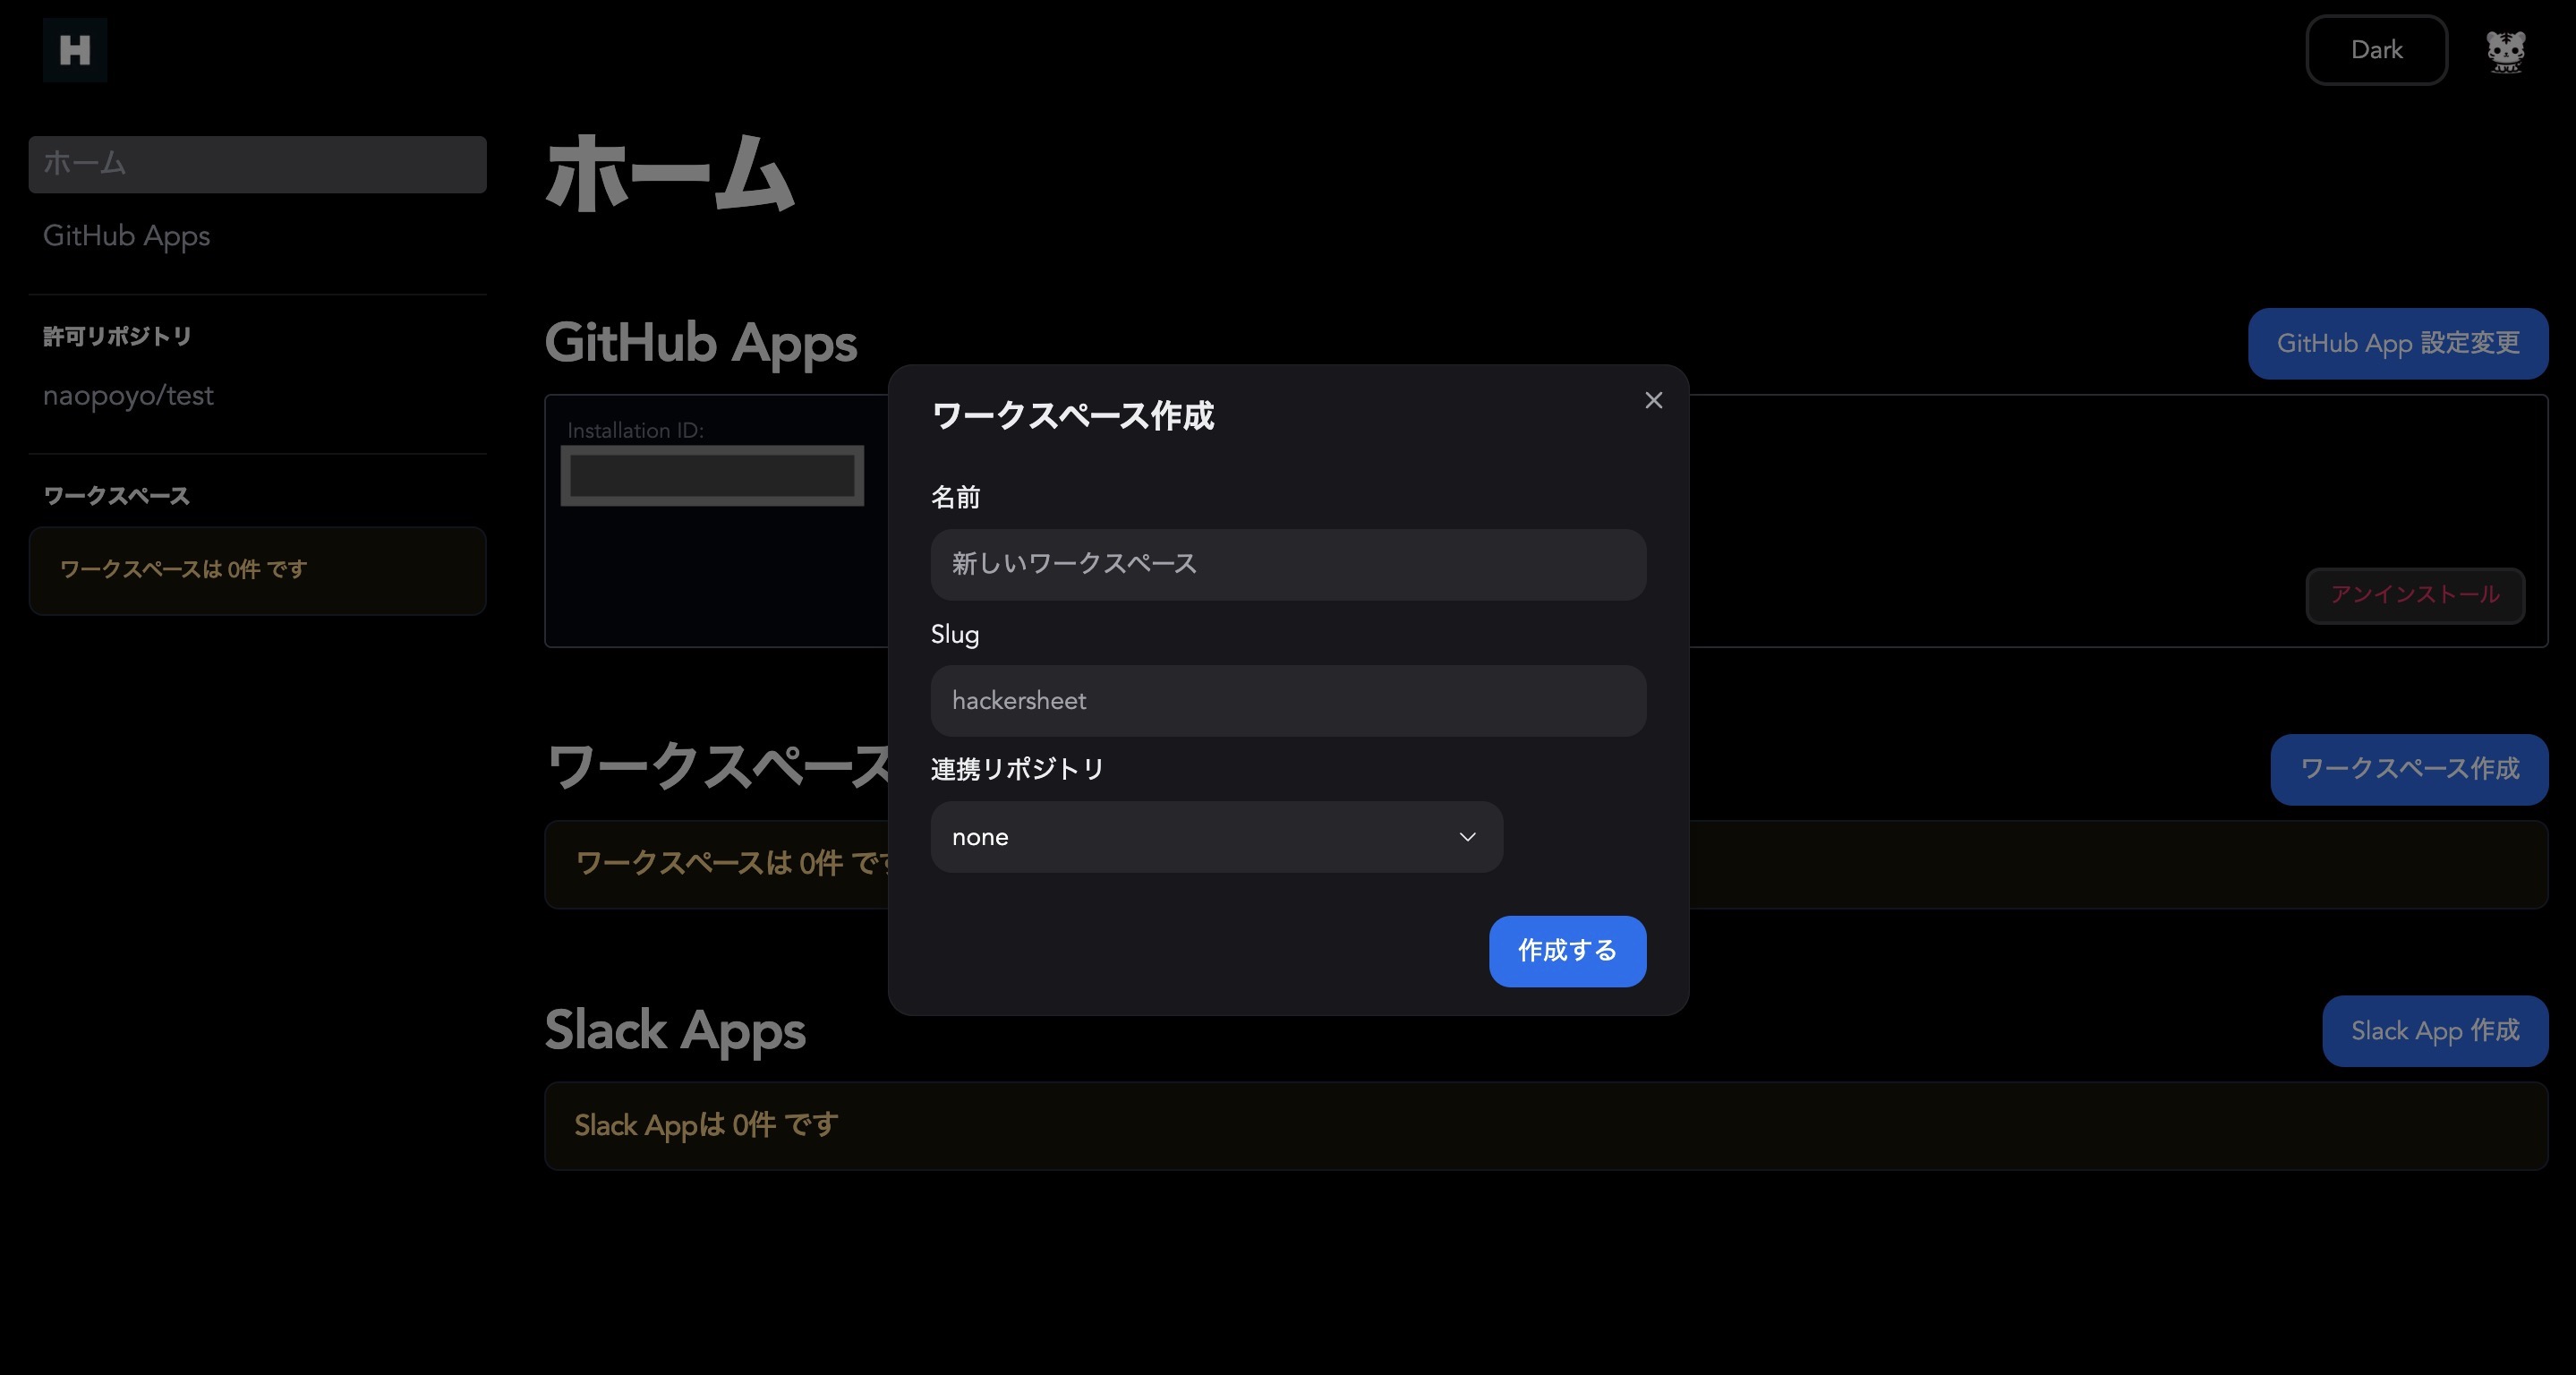 H
Dark
ホーム
GitHub Apps
許可リポジトリ
naopoyo/test
ワークスペース
ワークスペースは 0件 です
ホーム
GitHub Apps
GitHub App 設定変更
Installation ID:
アンインストール
ワークスペース
ワークスペース作成
ワークスペースは 0件 です
Slack Apps
Slack App 作成
Slack Appは 0件 です
ワークスペース作成
名前
新しいワークスペース
Slug
hackersheet
連携リポジトリ
none
作成する